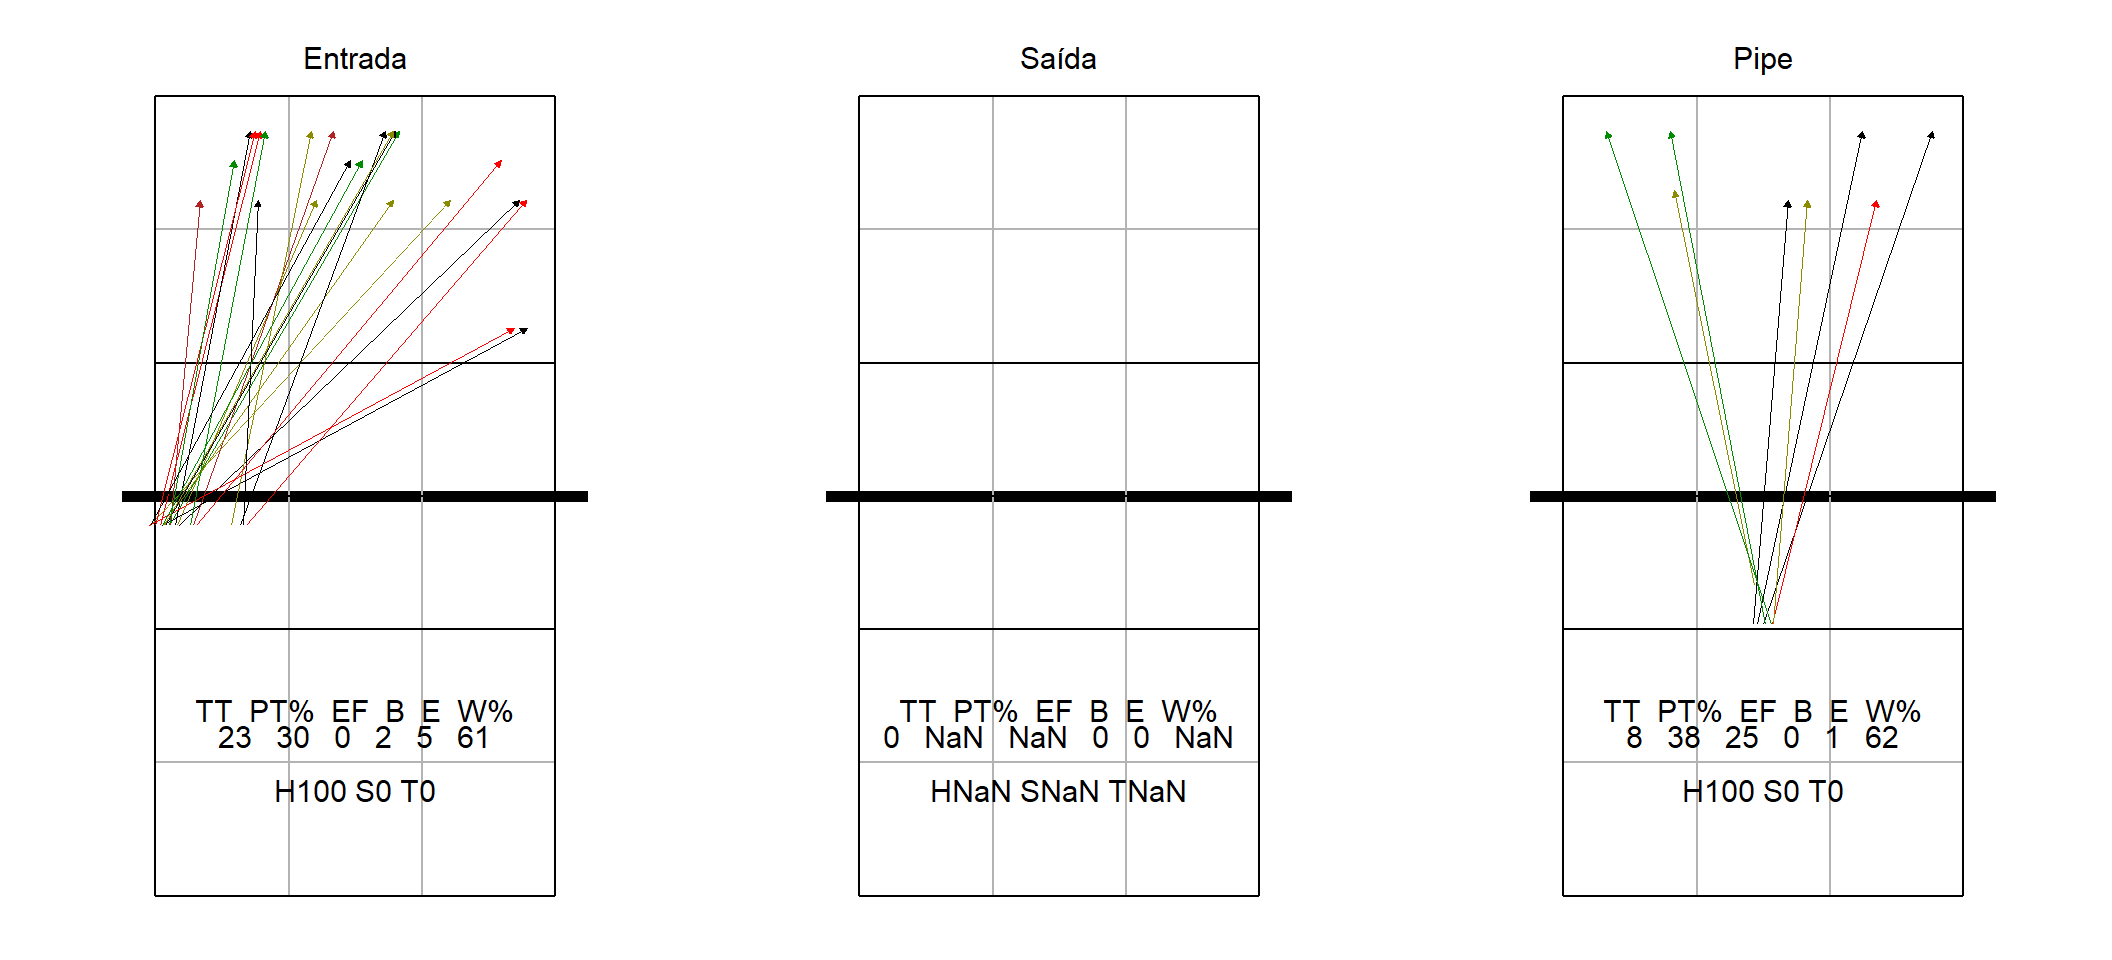 Entrada
Saída
Pipe
TT PT% EF B E W%
23 30 0 2 5 61
H100 S0 T0
TT PT% EF B E W%
0 NaN NaN 0 0 NaN
HNaN SNaN TNaN
TT PT% EF B E W%
8 38 25 0 1 62
H100 S0 T0